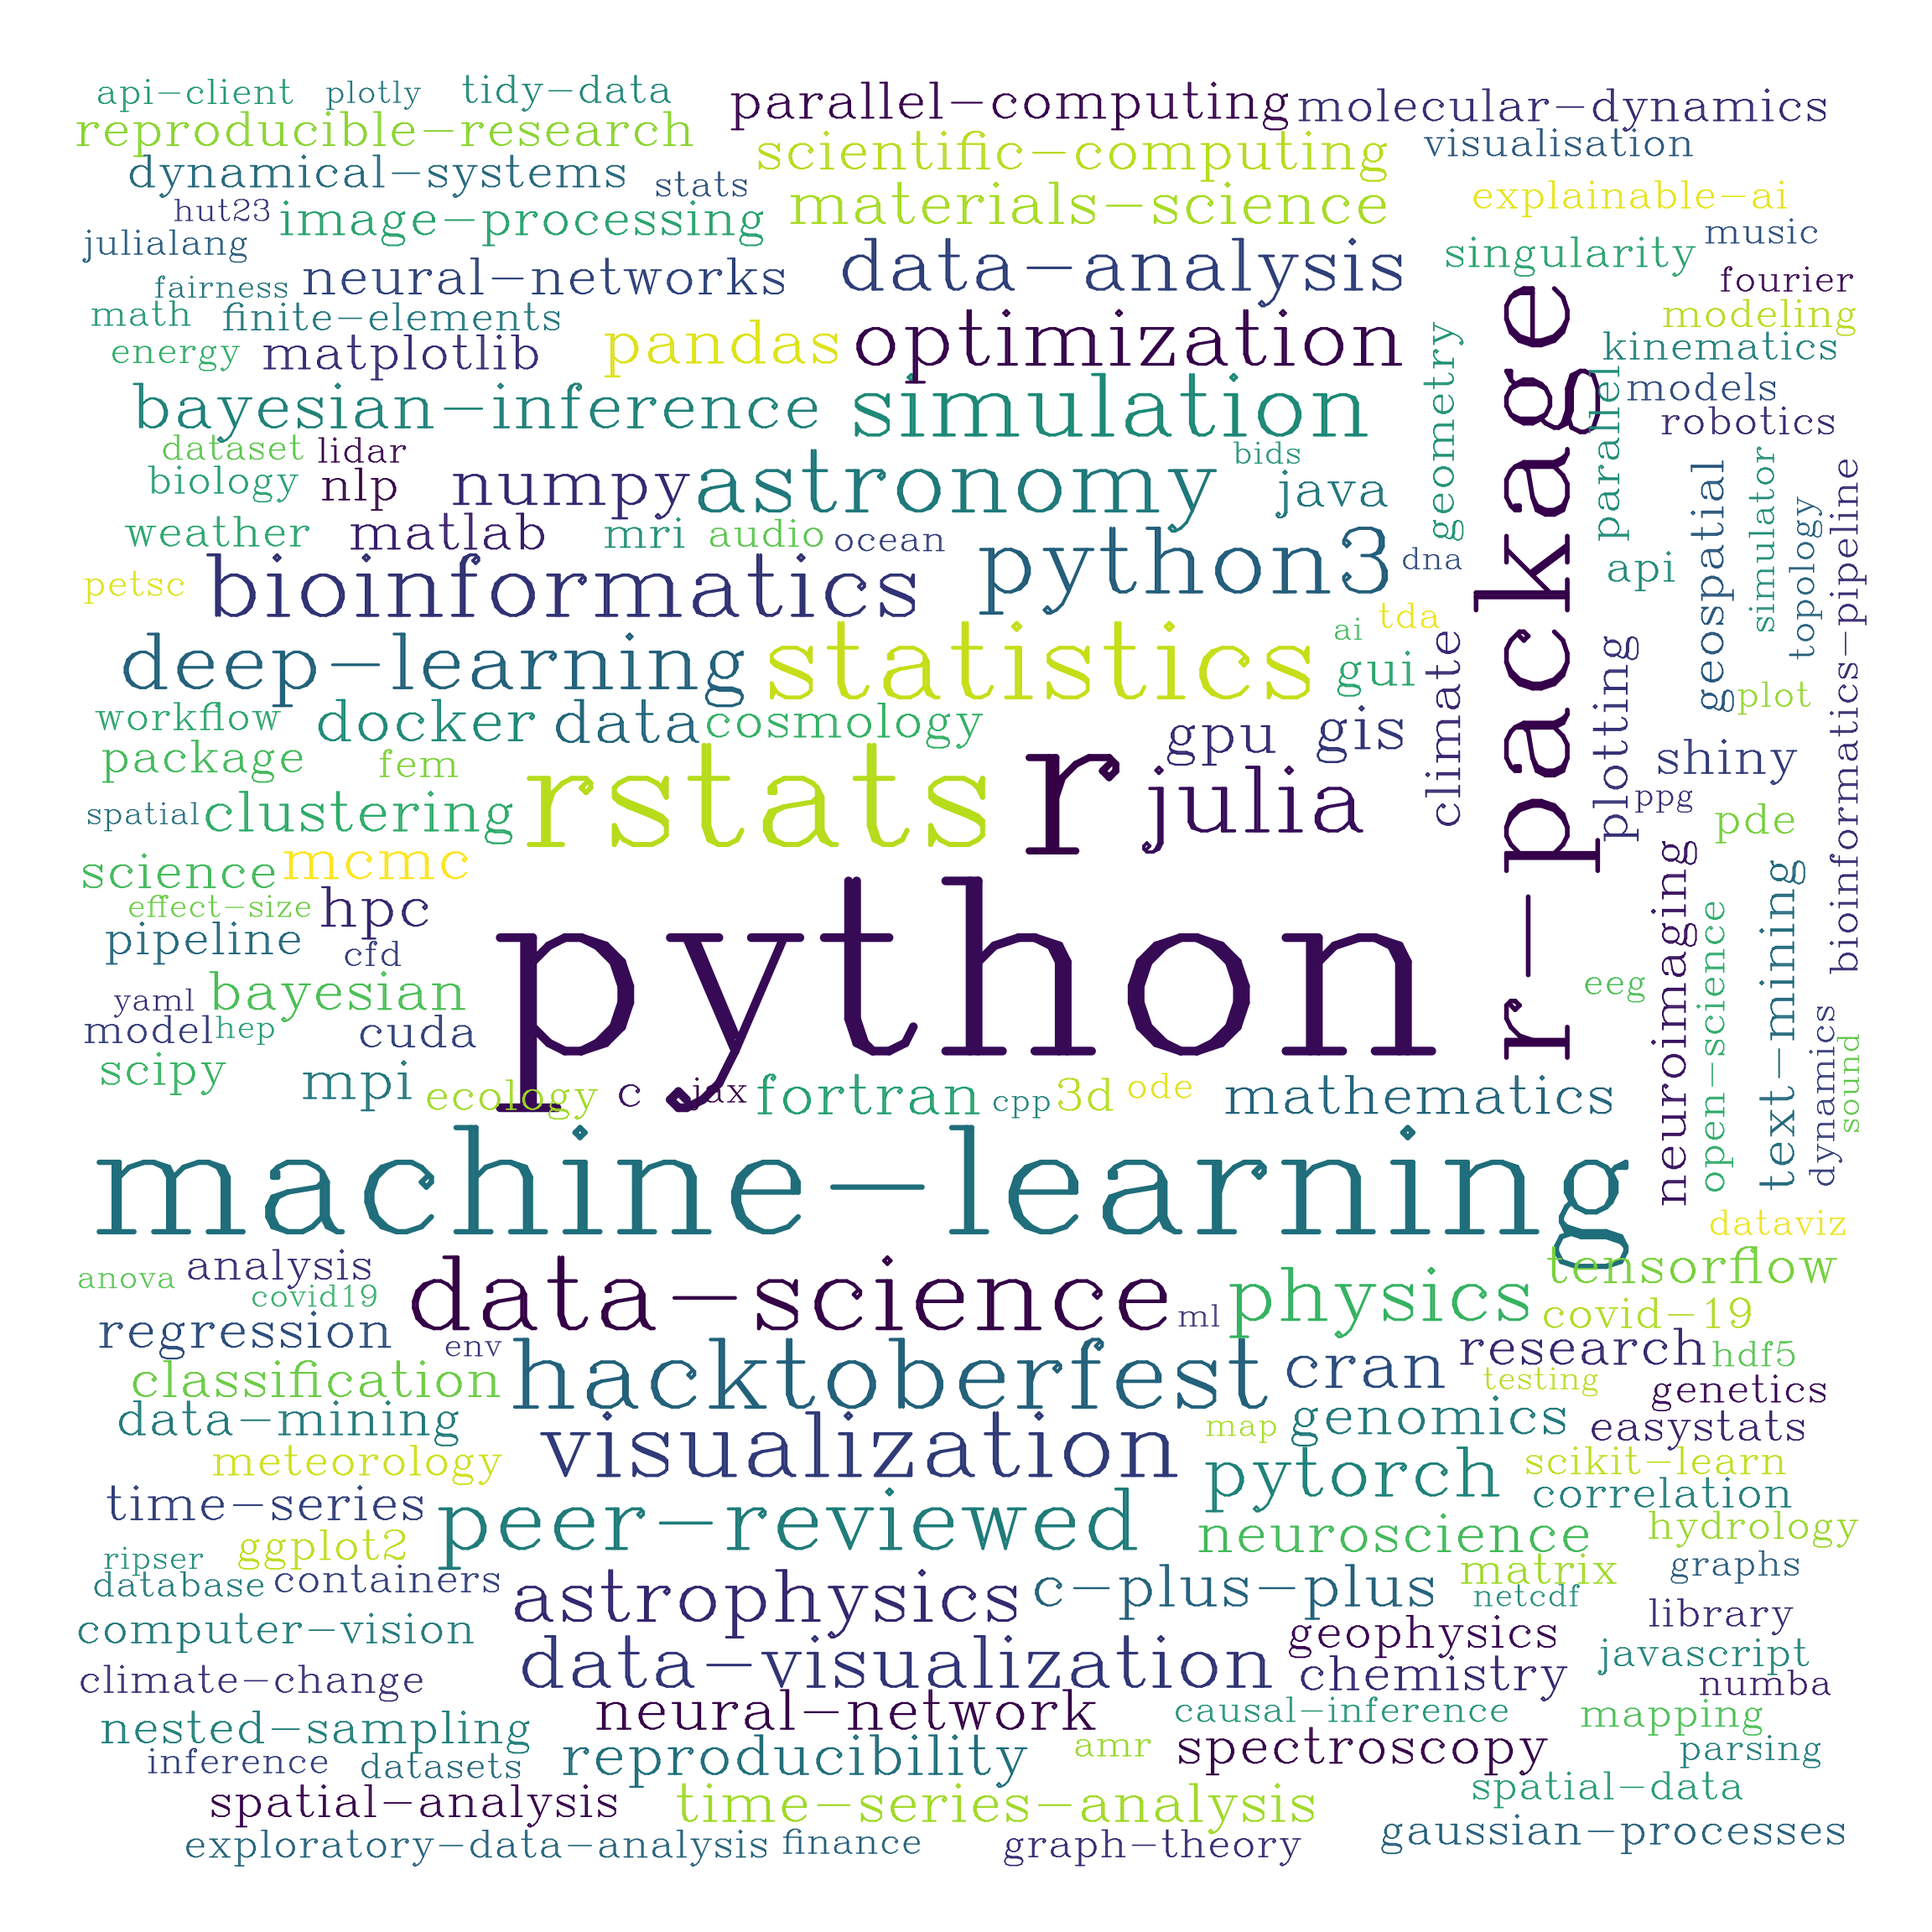 api-client plotly tidy-data parallel-computing molecular-dynamics
reproducible-research scientific-computing visualisation
dynamical-systems stats materials-science explainable-ai
hut23 image-processing music
julialang data-analysis singularity
fairness neural-networks fourier
math finite-elements modeling
energy matplotlib pandas optimization kinematics
bayesian-inference simulation models
robotics
geometry
parallel
r-package
dataset lidar bids
biology nlp numpy astronomy java
geospatial
simulator
topology
bioinformatics-pipeline
weather matlab mri audio ocean python3 dna
petsc bioinformatics api
deep-learning statistics ai tda
gui
climate
plotting
plot
workflow docker data cosmology gpu gis
package fem shiny
spatial clustering rstats r julia ppg pde
science mcmc
effect-size hpc
pipeline cfd python
neuroimaging
open-science
text-mining
eeg
yaml bayesian
model hep cuda
dynamics
sound
scipy mpi ecology c jax fortran cpp 3d ode mathematics
machine-learning dataviz
analysis tensorflow
anova covid19 data-science ml physics covid-19
regression env research hdf5
classification hacktoberfest cran testing genetics
data-mining map genomics easystats
meteorology visualization pytorch scikit-learn
time-series correlation
ggplot2 peer-reviewed neuroscience hydrology
ripser matrix graphs
database containers astrophysics c-plus-plus netcdf
computer-vision geophysics library
climate-change data-visualization chemistry javascript
numba
nested-sampling neural-network causal-inference mapping
inference datasets reproducibility amr spectroscopy parsing
spatial-analysis time-series-analysis spatial-data
exploratory-data-analysis finance graph-theory gaussian-processes